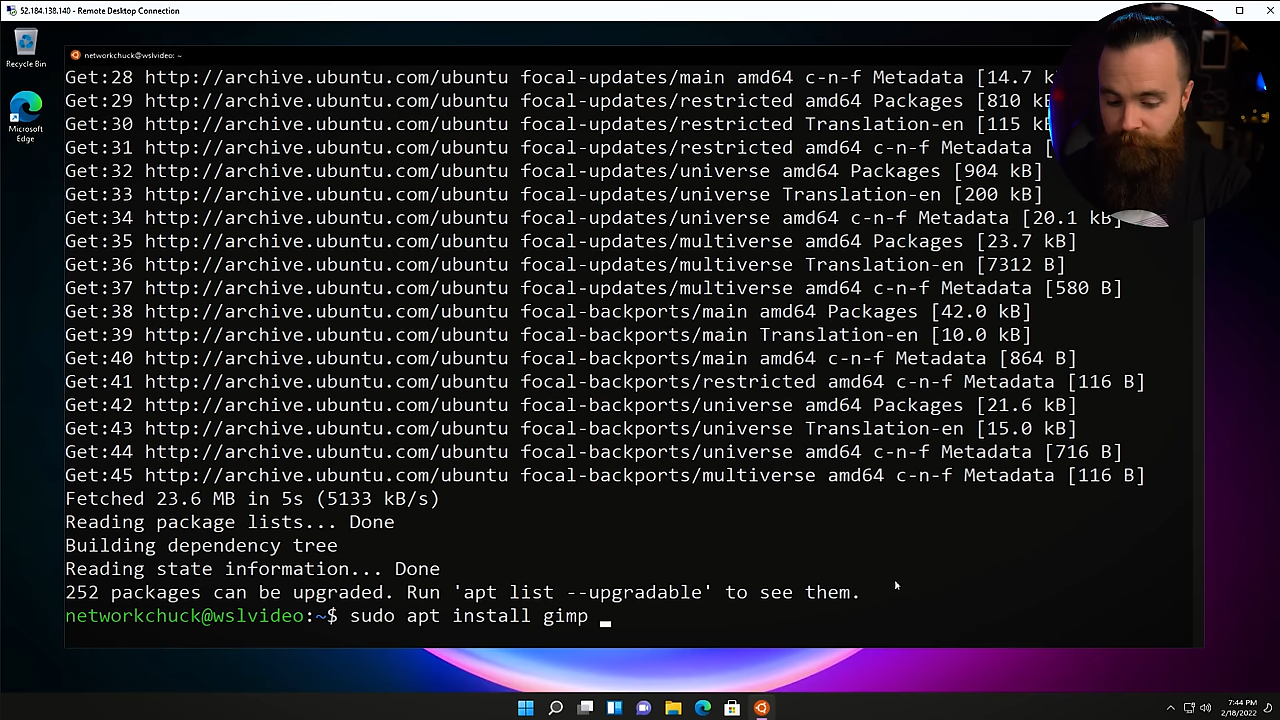 52.184.138.140 - Remote Desktop Connection
Recycle Bin
Microsoft
Edge
networkchuck@wslvideo: ~
Get:28 http://archive.ubuntu.com/ubuntu focal-updates/main amd64 c-n-f Metadata [14.7 k
Get:29 http://archive.ubuntu.com/ubuntu focal-updates/restricted amd64 Packages [810 k
Get:30 http://archive.ubuntu.com/ubuntu focal-updates/restricted Translation-en [115 k
Get:31 http://archive.ubuntu.com/ubuntu focal-updates/restricted amd64 c-n-f Metadata [
Get:32 http://archive.ubuntu.com/ubuntu focal-updates/universe amd64 Packages [904 kB]
Get:33 http://archive.ubuntu.com/ubuntu focal-updates/universe Translation-en [200 kB]
Get:34 http://archive.ubuntu.com/ubuntu focal-updates/universe amd64 c-n-f Metadata [20.1 kB]
Get:35 http://archive.ubuntu.com/ubuntu focal-updates/multiverse amd64 Packages [23.7 kB]
Get:36 http://archive.ubuntu.com/ubuntu focal-updates/multiverse Translation-en [7312 B]
Get:37 http://archive.ubuntu.com/ubuntu focal-updates/multiverse amd64 c-n-f Metadata [580 B]
Get:38 http://archive.ubuntu.com/ubuntu focal-backports/main amd64 Packages [42.0 kB]
Get:39 http://archive.ubuntu.com/ubuntu focal-backports/main Translation-en [10.0 kB]
Get:40 http://archive.ubuntu.com/ubuntu focal-backports/main amd64 c-n-f Metadata [864 B]
Get:41 http://archive.ubuntu.com/ubuntu focal-backports/restricted amd64 c-n-f Metadata [116 B]
Get:42 http://archive.ubuntu.com/ubuntu focal-backports/universe amd64 Packages [21.6 kB]
Get:43 http://archive.ubuntu.com/ubuntu focal-backports/universe Translation-en [15.0 kB]
Get:44 http://archive.ubuntu.com/ubuntu focal-backports/universe amd64 c-n-f Metadata [716 B]
Get:45 http://archive.ubuntu.com/ubuntu focal-backports/multiverse amd64 c-n-f Metadata [116 B]
Fetched 23.6 MB in 5s (5133 kB/s)
Reading package lists... Done
Building dependency tree
Reading state information... Done
252 packages can be upgraded. Run 'apt list --upgradable' to see them.
networkchuck@wslvideo:~$ sudo apt install gimp _
7:44 PM
2/18/2022